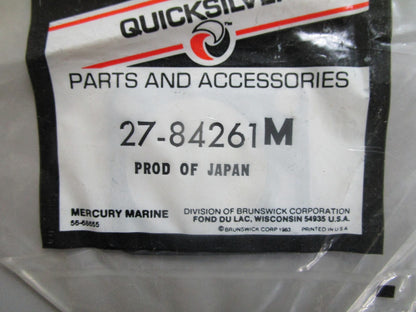 QUICKSILVER
TM
PARTS AND ACCESSORIES
27-84261M
PROD OF JAPAN
MERCURY MARINE
DIVISION OF BRUNSWICK CORPORATION
FOND DU LAC, WISCONSIN 54935 U.S.A.
©BRUNSWICK CORP 1983 PRINTED IN U.S.A.